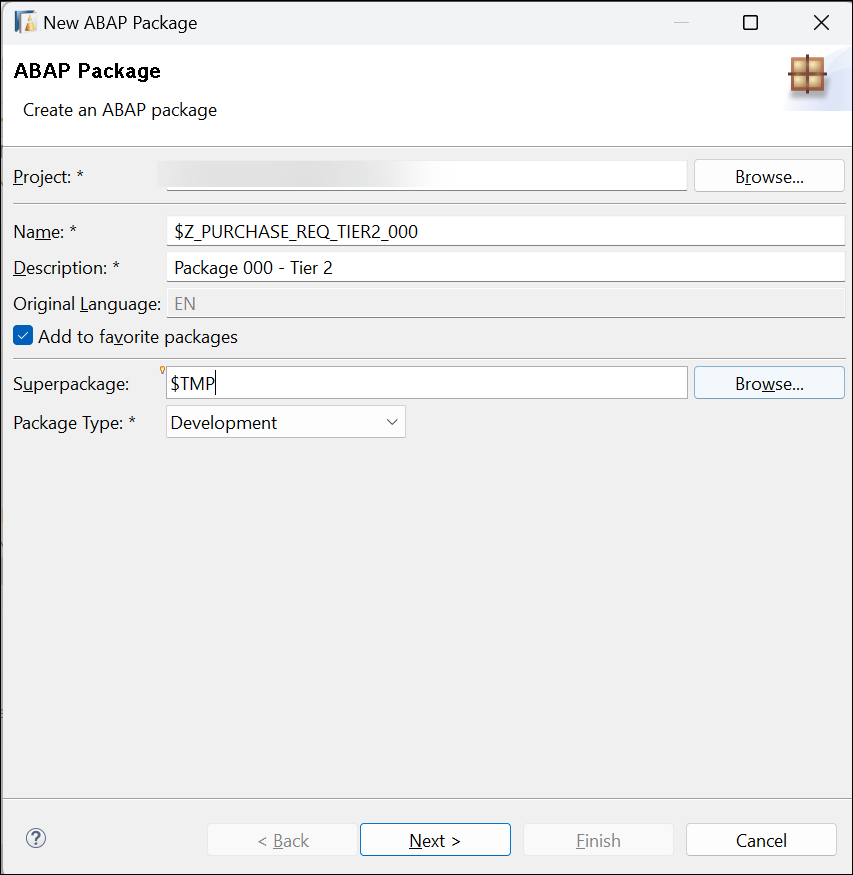 New ABAP Package
ABAP Package
Create an ABAP package
Project: *
Browse...
Name: *
$Z_PURCHASE_REQ_TIER2_000
Description: *
Package 000 - Tier 2
Original Language:
EN
Add to favorite packages
Superpackage:
$TMP
Browse...
Package Type: *
Development
?
< Back
Next >
Finish
Cancel